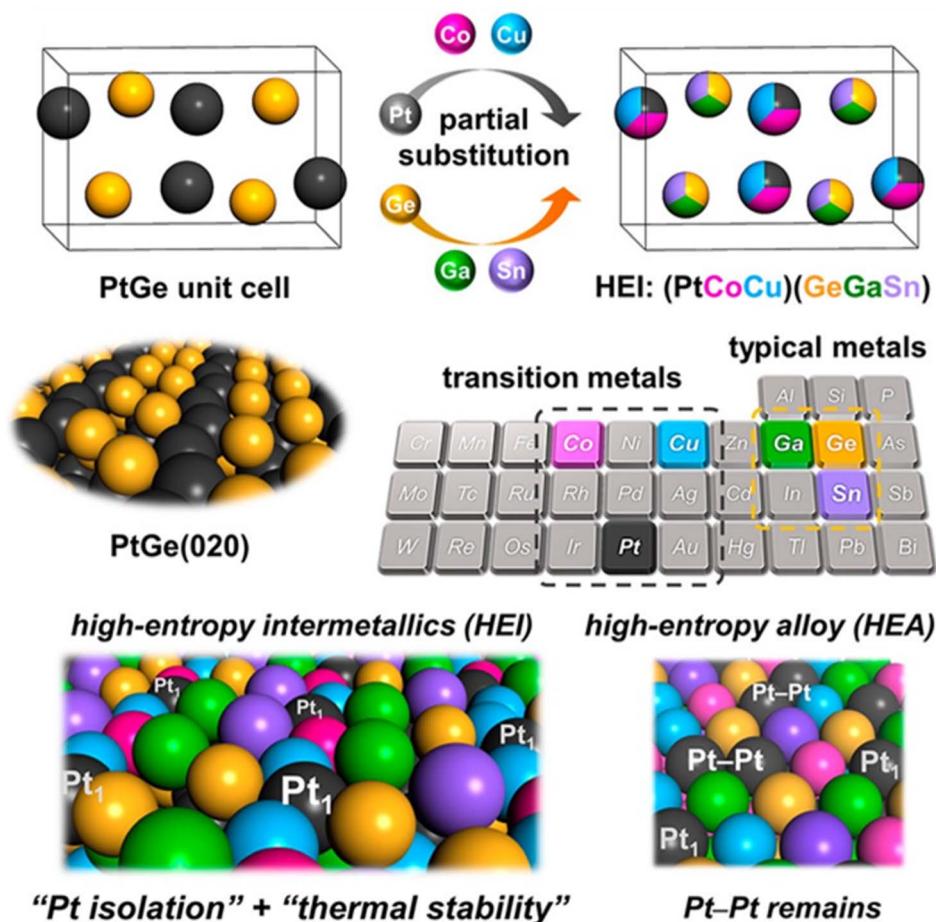 Co Cu
Pt
partial
substitution
Ge
Ga Sn
PtGe unit cell
HEI: (PtCoCu)(GeGaSn)
PtGe(020)
transition metals
typical metals
Al Si P
Cr Mn Fe Co Ni Cu Zn Ga Ge As
Mo Tc Ru Rh Pd Ag Cd In Sn Sb
W Re Os Ir Pt Au Hg Tl Pb Bi
high-entropy intermetallics (HEI)
Pt₁ Pt₁ Pt₁
Pt₁ Pt₁
"Pt isolation" + "thermal stability"
high-entropy alloy (HEA)
Pt–Pt
Pt–Pt Pt₁
Pt₁
Pt–Pt remains